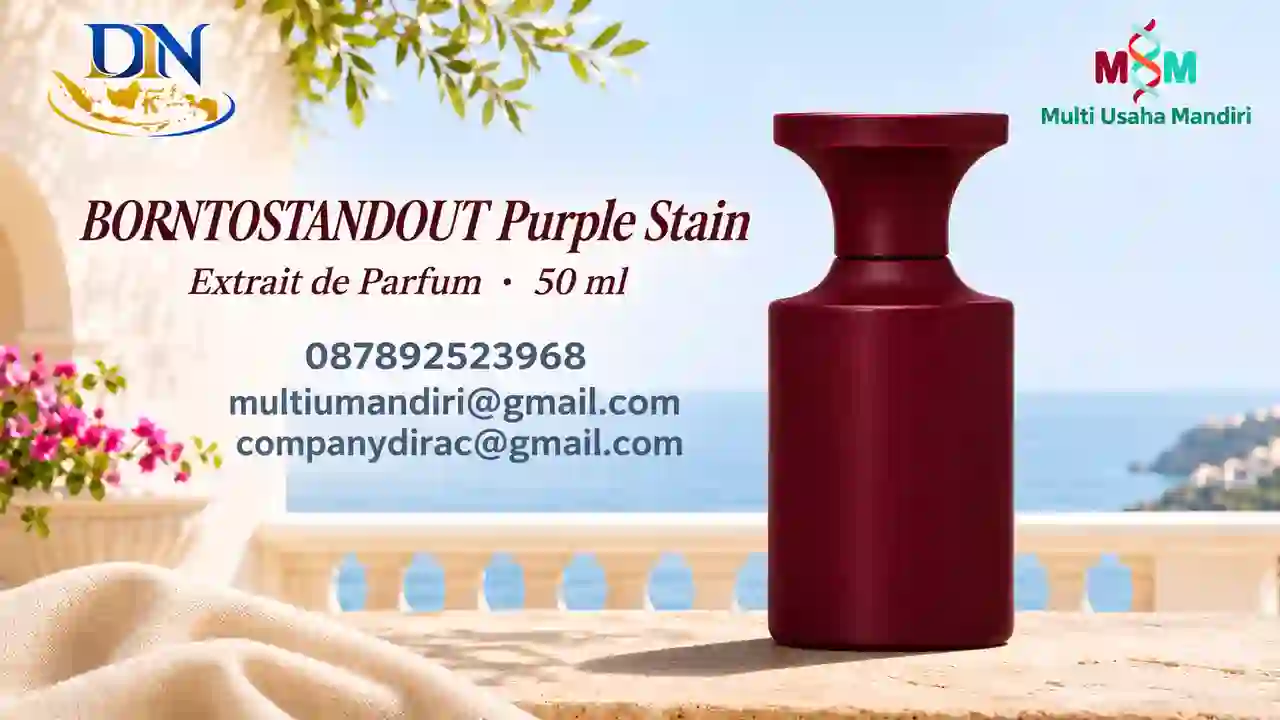 DIN
MSM
Multi Usaha Mandiri
BORNTOSTANDOUT Purple Stain
Extrait de Parfum • 50 ml
087892523968
multiumandiri@gmail.com
companydirac@gmail.com